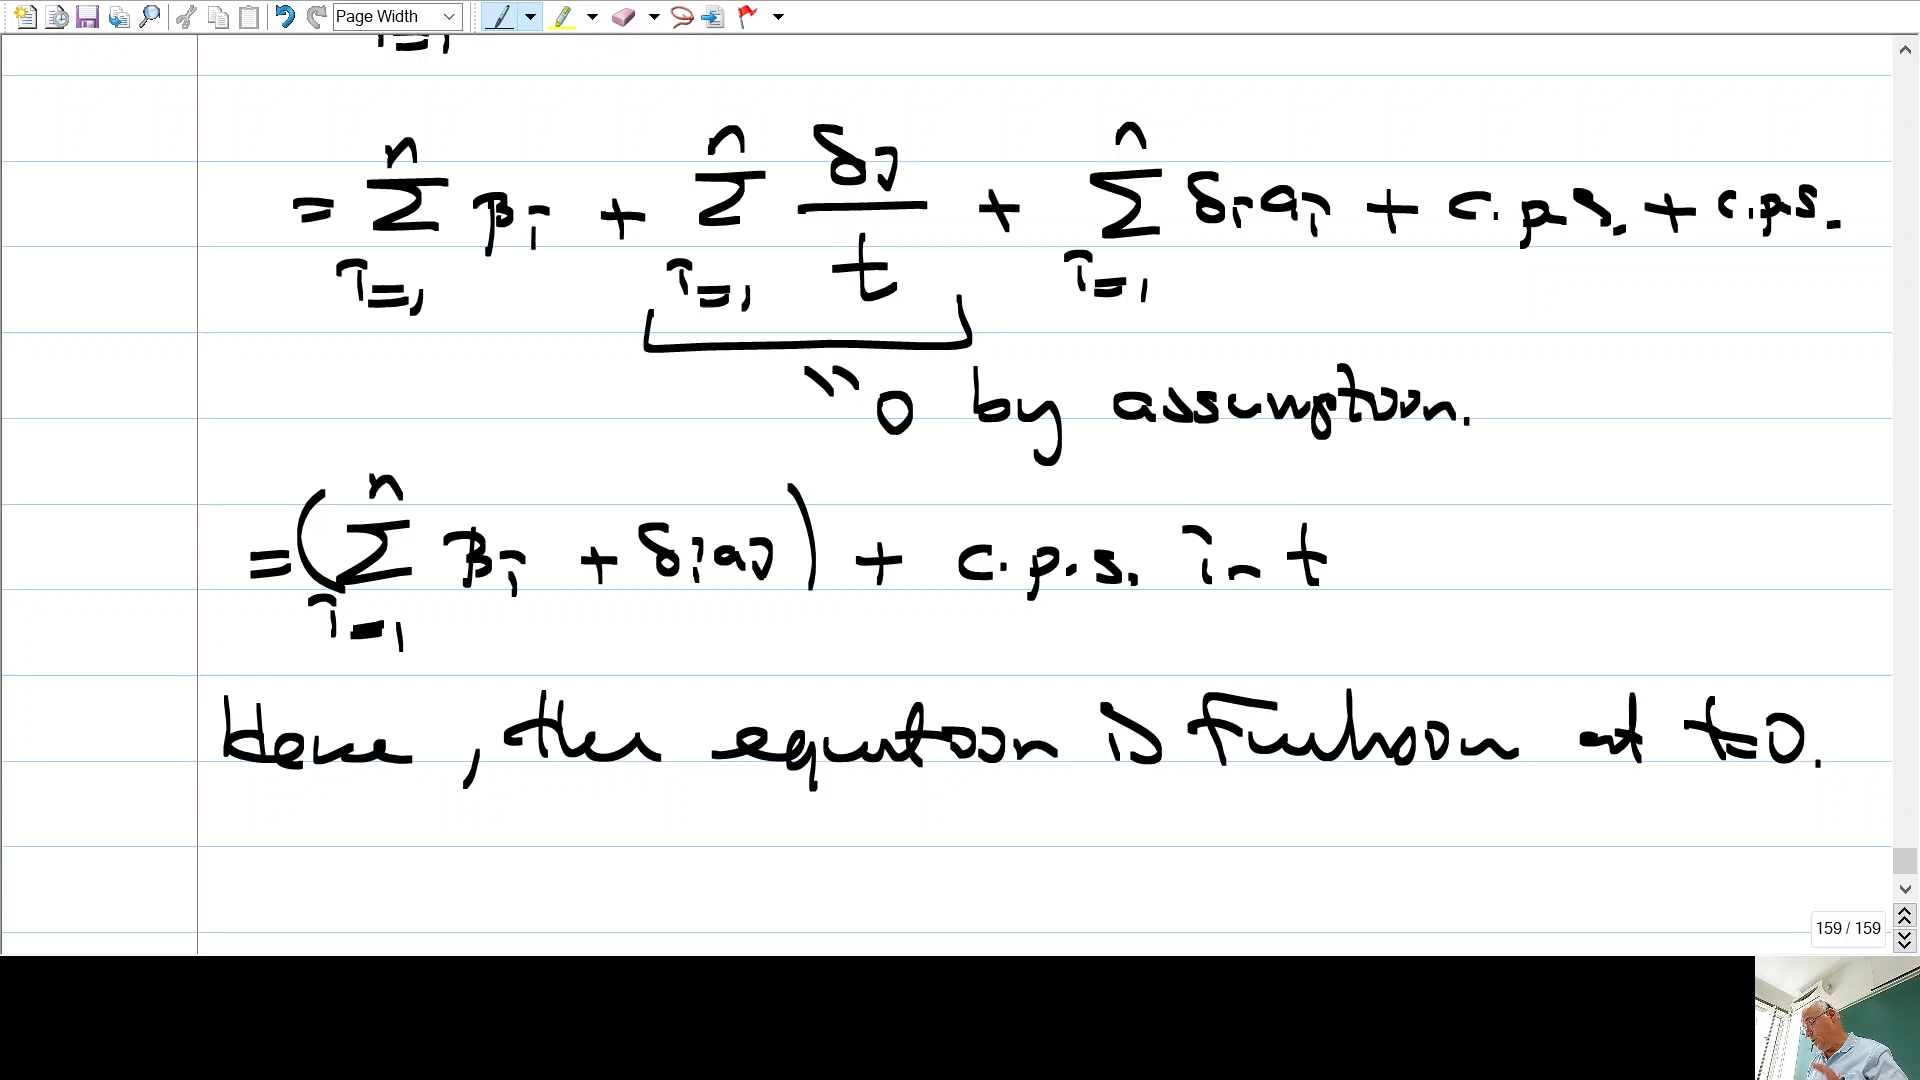 Page Width
i=1
= Σ_{i=1}^{n} β_i + Σ_{i=1}^{n} δ_i / t + Σ_{i=1}^{n} δ_i a_i + c.p.s. + c.p.s.
" 0 by assumption.
= ( Σ_{i=1}^{n} β_i + δ_i a_i ) + c.p.s. in t
Hence, the equation is Fuchsian at t=0.
159 / 159